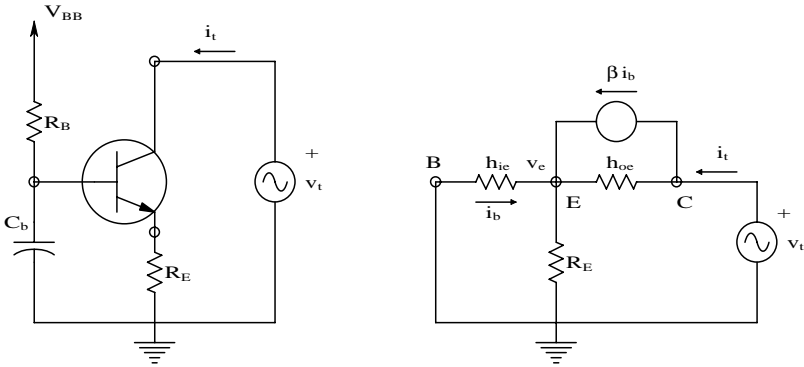 V_BB
i_t
R_B
+
v_t
C_b
R_E
β i_b
i_t
B
h_ie
v_e
h_oe
i_b
E
C
+
v_t
R_E